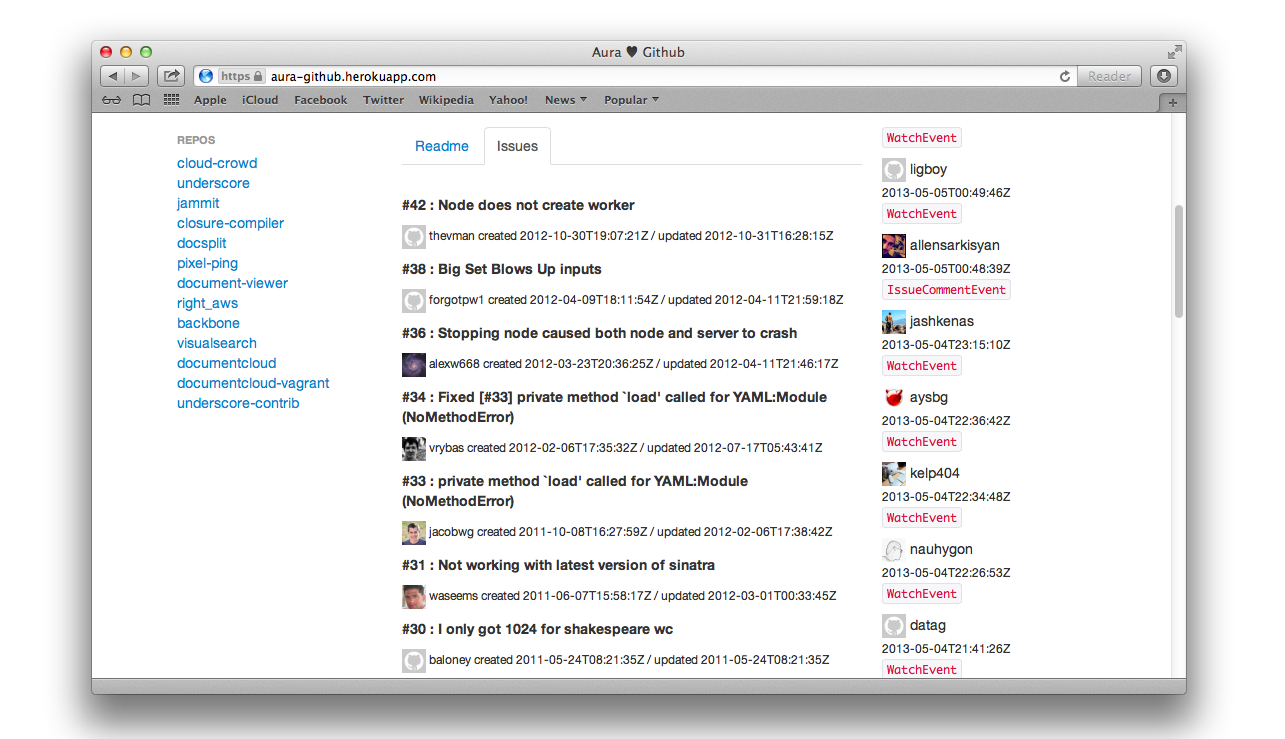 Aura ♥ Github
https aura-github.herokuapp.com Reader
Apple iCloud Facebook Twitter Wikipedia Yahoo! News Popular
REPOS
cloud-crowd
underscore
jammit
closure-compiler
docsplit
pixel-ping
document-viewer
right_aws
backbone
visualsearch
documentcloud
documentcloud-vagrant
underscore-contrib
Readme Issues
#42 : Node does not create worker
thevman created 2012-10-30T19:07:21Z / updated 2012-10-31T16:28:15Z
#38 : Big Set Blows Up inputs
forgotpw1 created 2012-04-09T18:11:54Z / updated 2012-04-11T21:59:18Z
#36 : Stopping node caused both node and server to crash
alexw668 created 2012-03-23T20:36:25Z / updated 2012-04-11T21:46:17Z
#34 : Fixed [#33] private method `load' called for YAML:Module
(NoMethodError)
vrybas created 2012-02-06T17:35:32Z / updated 2012-07-17T05:43:41Z
#33 : private method `load' called for YAML:Module
(NoMethodError)
jacobwg created 2011-10-08T16:27:59Z / updated 2012-02-06T17:38:42Z
#31 : Not working with latest version of sinatra
waseems created 2011-06-07T15:58:17Z / updated 2012-03-01T00:33:45Z
#30 : I only got 1024 for shakespeare wc
baloney created 2011-05-24T08:21:35Z / updated 2011-05-24T08:21:35Z
WatchEvent
ligboy
2013-05-05T00:49:46Z
WatchEvent
allensarkisyan
2013-05-05T00:48:39Z
IssueCommentEvent
jashkenas
2013-05-04T23:15:10Z
WatchEvent
aysbg
2013-05-04T22:36:42Z
WatchEvent
kelp404
2013-05-04T22:34:48Z
WatchEvent
nauhygon
2013-05-04T22:26:53Z
WatchEvent
datag
2013-05-04T21:41:26Z
WatchEvent